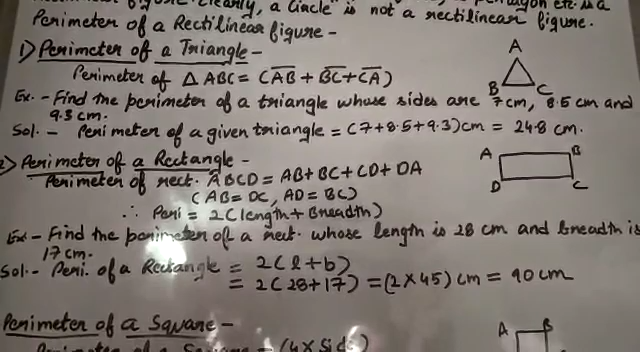 clearly, a Circle is not a rectilinear figure.
Perimeter of a Rectilinear figure -
1) Perimeter of a Triangle -
Perimeter of △ ABC = (AB + BC + CA)
A
B C
Ex. - Find the perimeter of a triangle whose sides are 7cm, 8.5 cm and
9.3 cm.
Sol. - Perimeter of a given triangle = (7+8.5+9.3)cm = 24.8 cm.
2) Perimeter of a Rectangle -
Perimeter of rect. ABCD = AB+BC+CD+DA
(AB = DC, AD = BC)
A B
D C
∴ Peri = 2(length + Breadth)
Ex - Find the perimeter of a rect. whose length is 28 cm and breadth is
17 cm.
Sol. - Peri. of a Rectangle = 2(l+b)
= 2(28+17) = (2×45) cm = 90 cm
Perimeter of a Square -
A B
Perimeter of a Square = (4×Side)